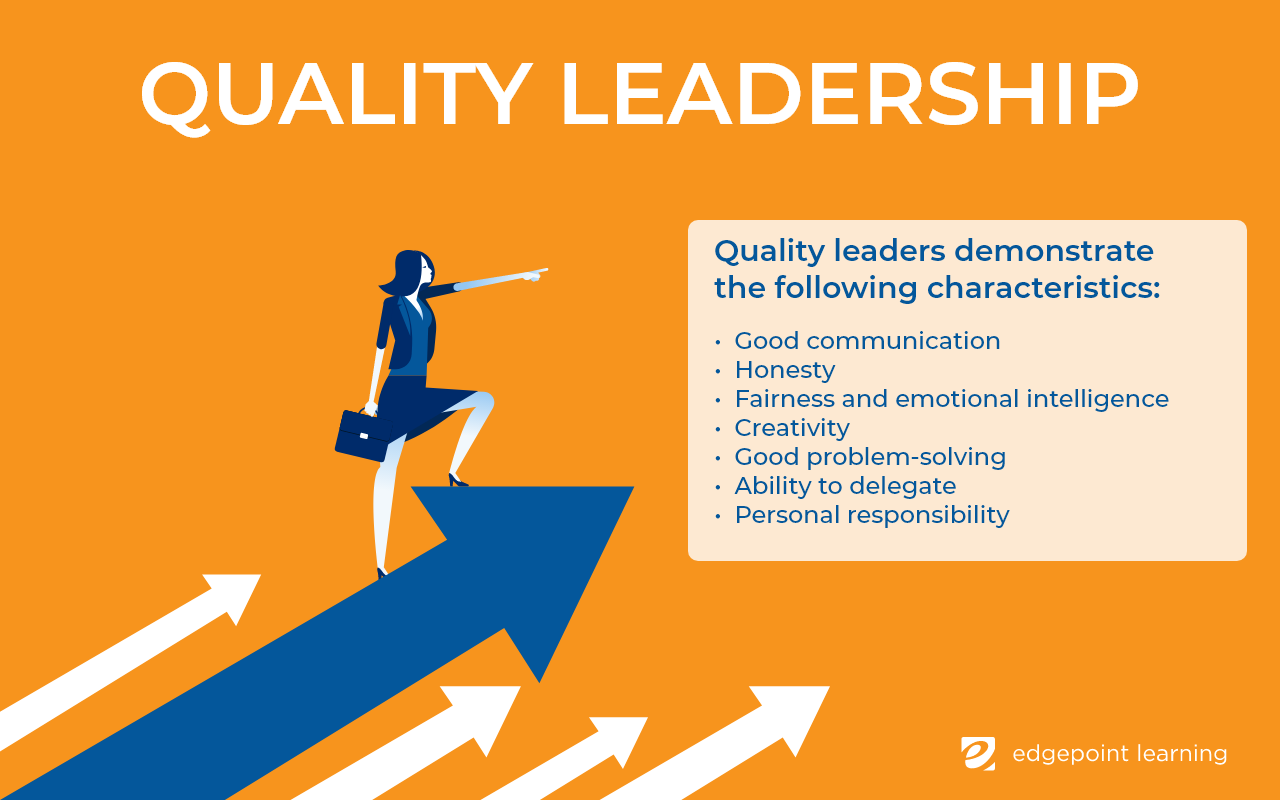 QUALITY LEADERSHIP
Quality leaders demonstrate
the following characteristics:
• Good communication
• Honesty
• Fairness and emotional intelligence
• Creativity
• Good problem-solving
• Ability to delegate
• Personal responsibility
edgepoint learning